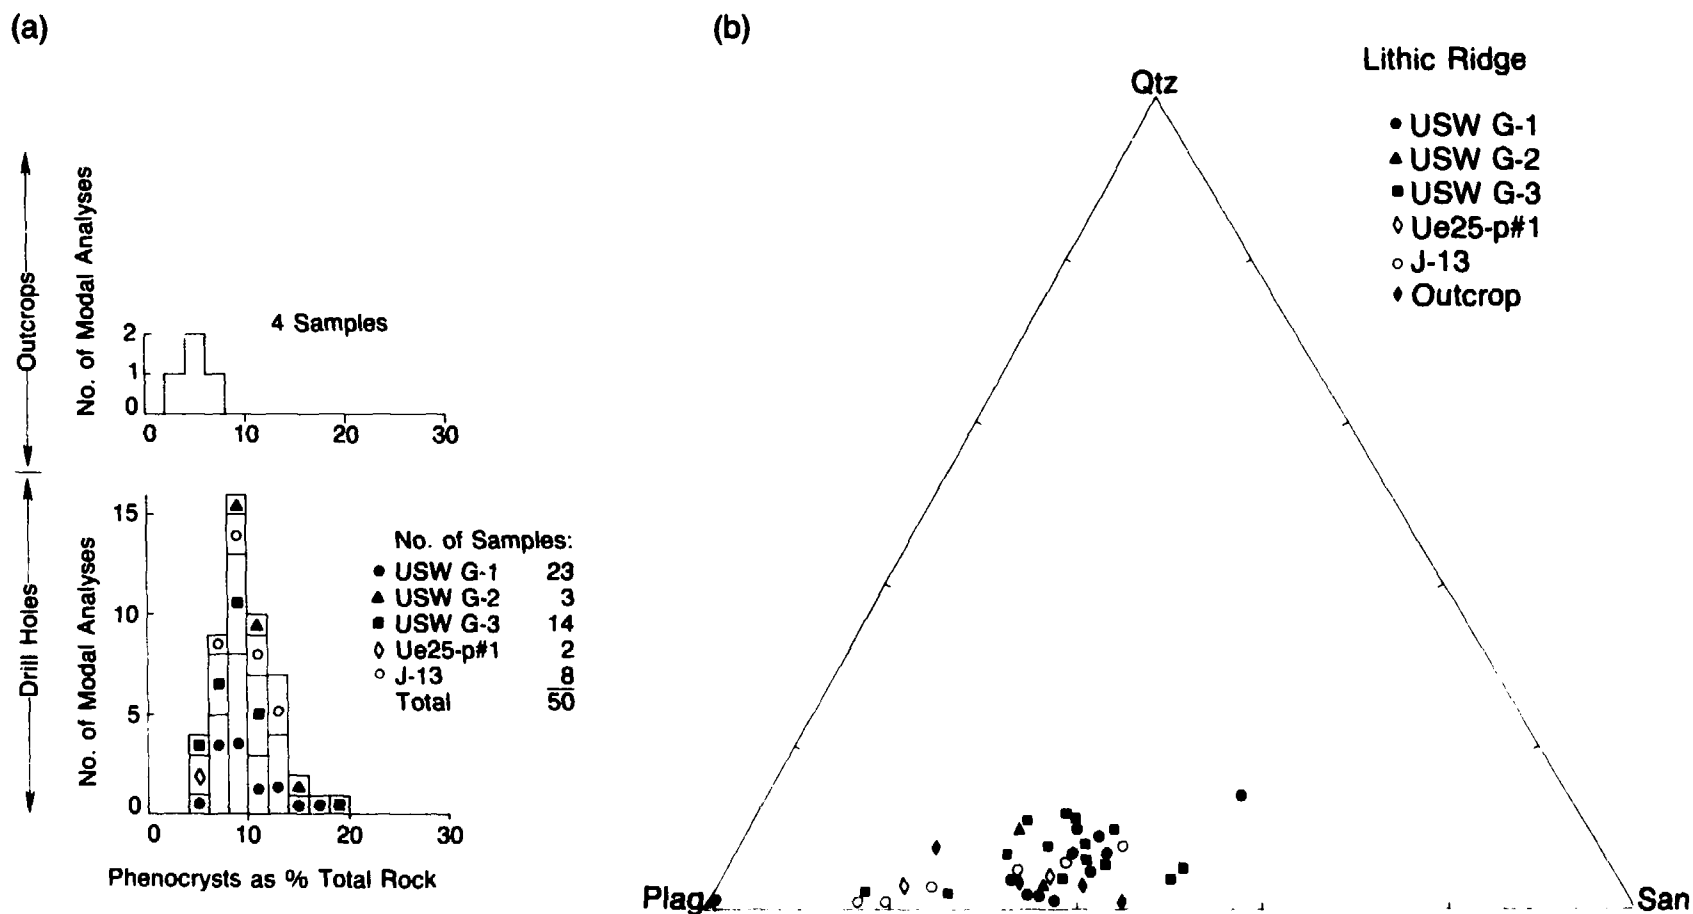 (a)
Outcrops
No. of Modal Analyses
4 Samples
2
1
0
0 10 20 30
Drill Holes
No. of Modal Analyses
15
10
5
0
0 10 20 30
Phenocrysts as % Total Rock
No. of Samples:
USW G-1 23
USW G-2 3
USW G-3 14
Ue25-p#1 2
J-13 8
Total 50
(b)
Lithic Ridge
USW G-1
USW G-2
USW G-3
Ue25-p#1
J-13
Outcrop
Qtz
Plag
San